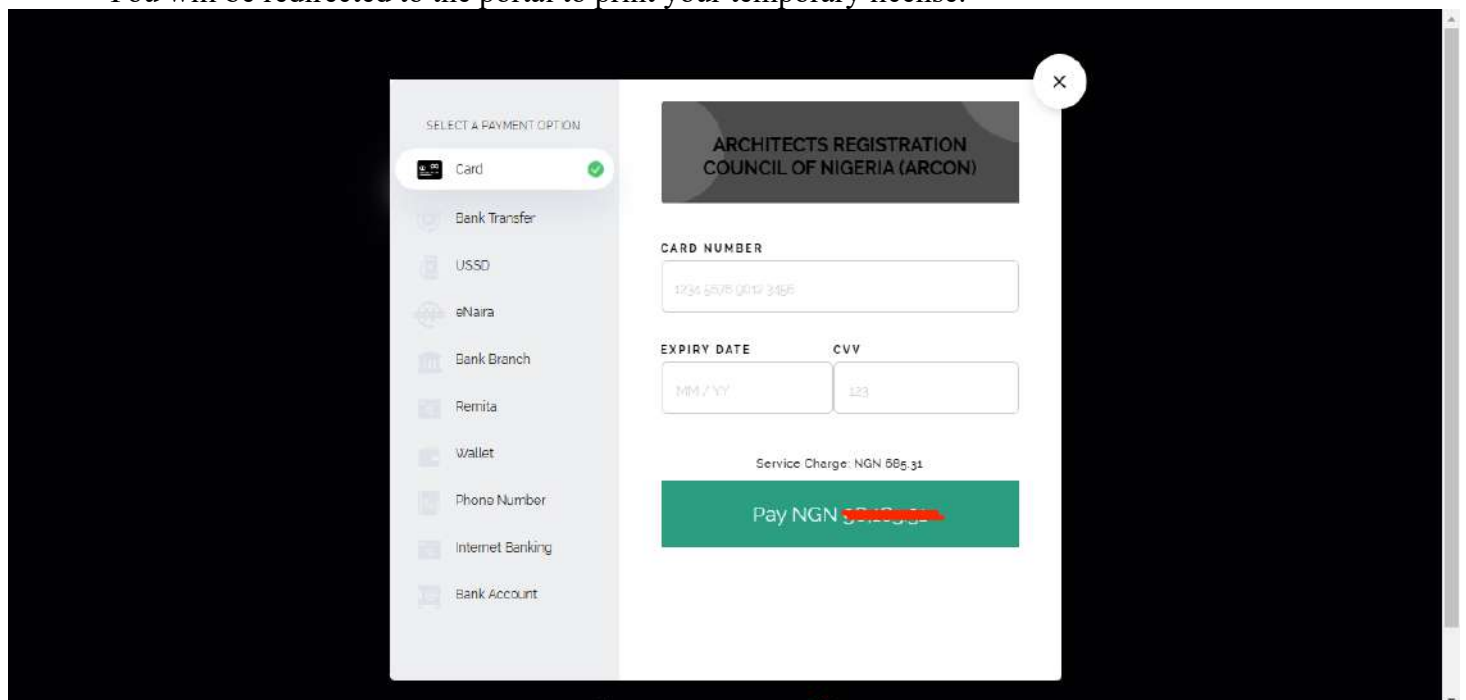 You will be redirected to the portal to print your temporary license.
SELECT A PAYMENT OPTION
Card
Bank Transfer
USSD
eNaira
Bank Branch
Remita
Wallet
Phone Number
Internet Banking
Bank Account
ARCHITECTS REGISTRATION
COUNCIL OF NIGERIA (ARCON)
CARD NUMBER
1234 5678 9012 3456
EXPIRY DATE CVV
MM / YY 123
Service Charge: NGN 685.31
Pay NGN